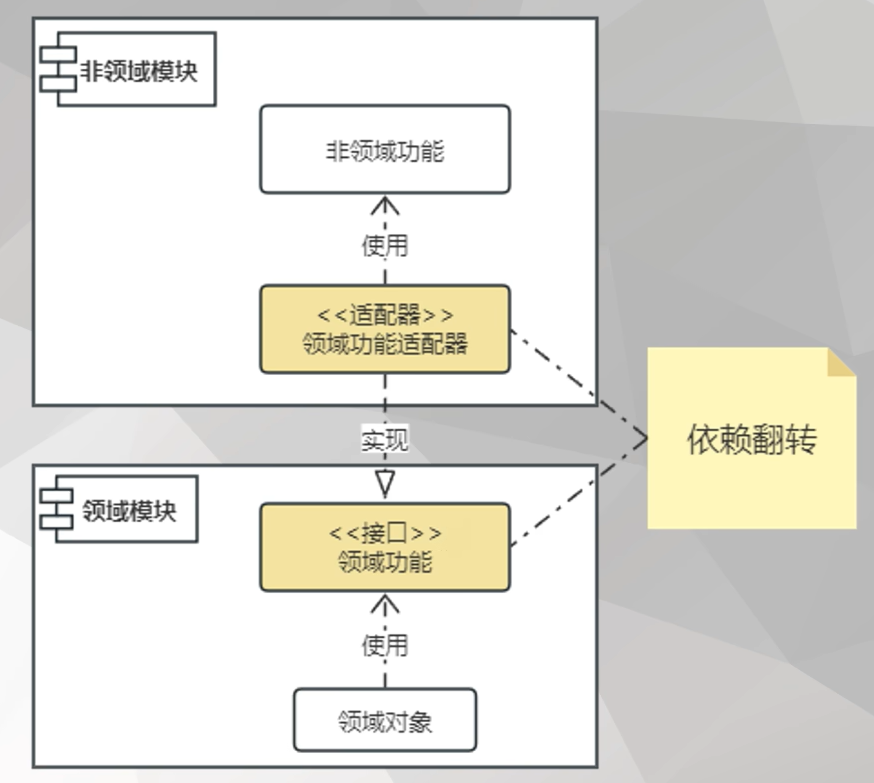 非领域模块
非领域功能
使用
<<适配器>>
领域功能适配器
实现
依赖翻转
领域模块
<<接口>>
领域功能
使用
领域对象